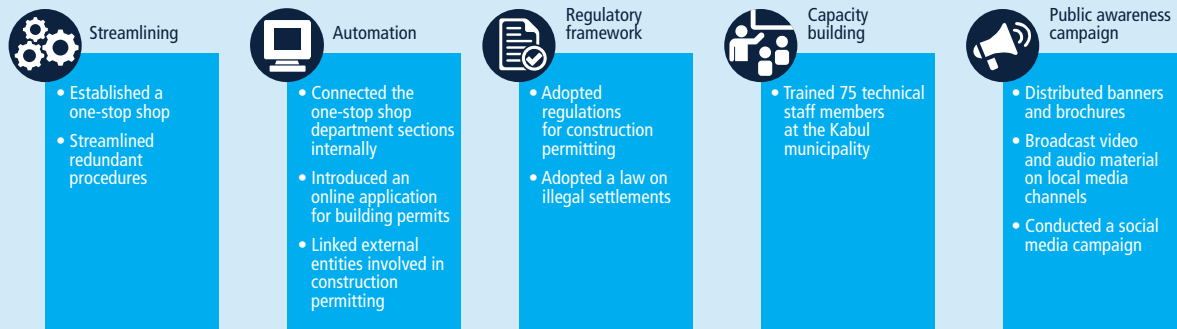 Streamlining
• Established a
one-stop shop
• Streamlined
redundant
procedures
Automation
• Connected the
one-stop shop
department sections
internally
• Introduced an
online application
for building permits
• Linked external
entities involved in
construction
permitting
Regulatory
framework
• Adopted
regulations
for construction
permitting
• Adopted a law on
illegal settlements
Capacity
building
• Trained 75 technical
staff members
at the Kabul
municipality
Public awareness
campaign
• Distributed banners
and brochures
• Broadcast video
and audio material
on local media
channels
• Conducted a social
media campaign